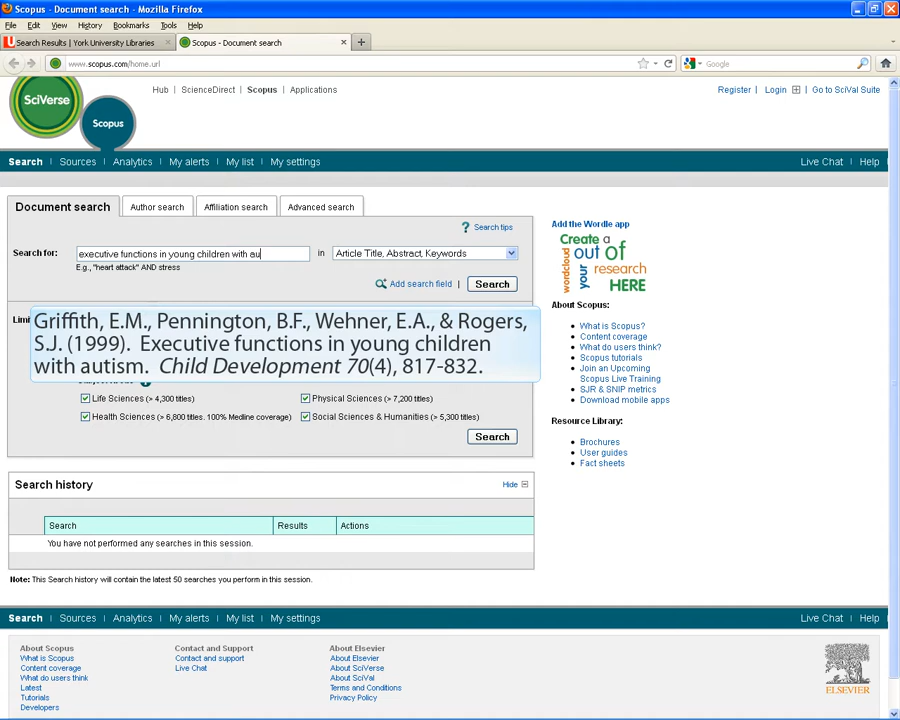 Scopus - Document search - Mozilla Firefox
File Edit View History Bookmarks Tools Help
Search Results | York University Libraries × Scopus - Document search × +
www.scopus.com/home.url Google
SciVerse
Scopus
Hub | ScienceDirect | Scopus | Applications
Register | Login | Go to SciVal Suite
Search | Sources | Analytics | My alerts | My list | My settings Live Chat | Help
Document search Author search Affiliation search Advanced search
? Search tips
Search for: executive functions in young children with au in Article Title, Abstract, Keywords
E.g., "heart attack" AND stress
Add search field | Search
Griffith, E.M., Pennington, B.F., Wehner, E.A., & Rogers,
S.J. (1999). Executive functions in young children
with autism. Child Development 70(4), 817-832.
Life Sciences (> 4,300 titles) Physical Sciences (> 7,200 titles)
Health Sciences (> 6,800 titles. 100% Medline coverage) Social Sciences & Humanities (> 5,300 titles)
Search
Search history Hide
Search Results Actions
You have not performed any searches in this session.
Note: This Search history will contain the latest 50 searches you perform in this session.
Add the Wordle app
Create a
wordcloud
out of
your
research
HERE
About Scopus:
What is Scopus?
Content coverage
What do users think?
Scopus tutorials
Join an Upcoming
Scopus Live Training
SJR & SNIP metrics
Download mobile apps
Resource Library:
Brochures
User guides
Fact sheets
Search | Sources | Analytics | My alerts | My list | My settings Live Chat | Help
About Scopus
What is Scopus
Content coverage
What do users think
Latest
Tutorials
Developers
Contact and Support
Contact and support
Live Chat
About Elsevier
About Elsevier
About SciVerse
About SciVal
Terms and Conditions
Privacy Policy
ELSEVIER